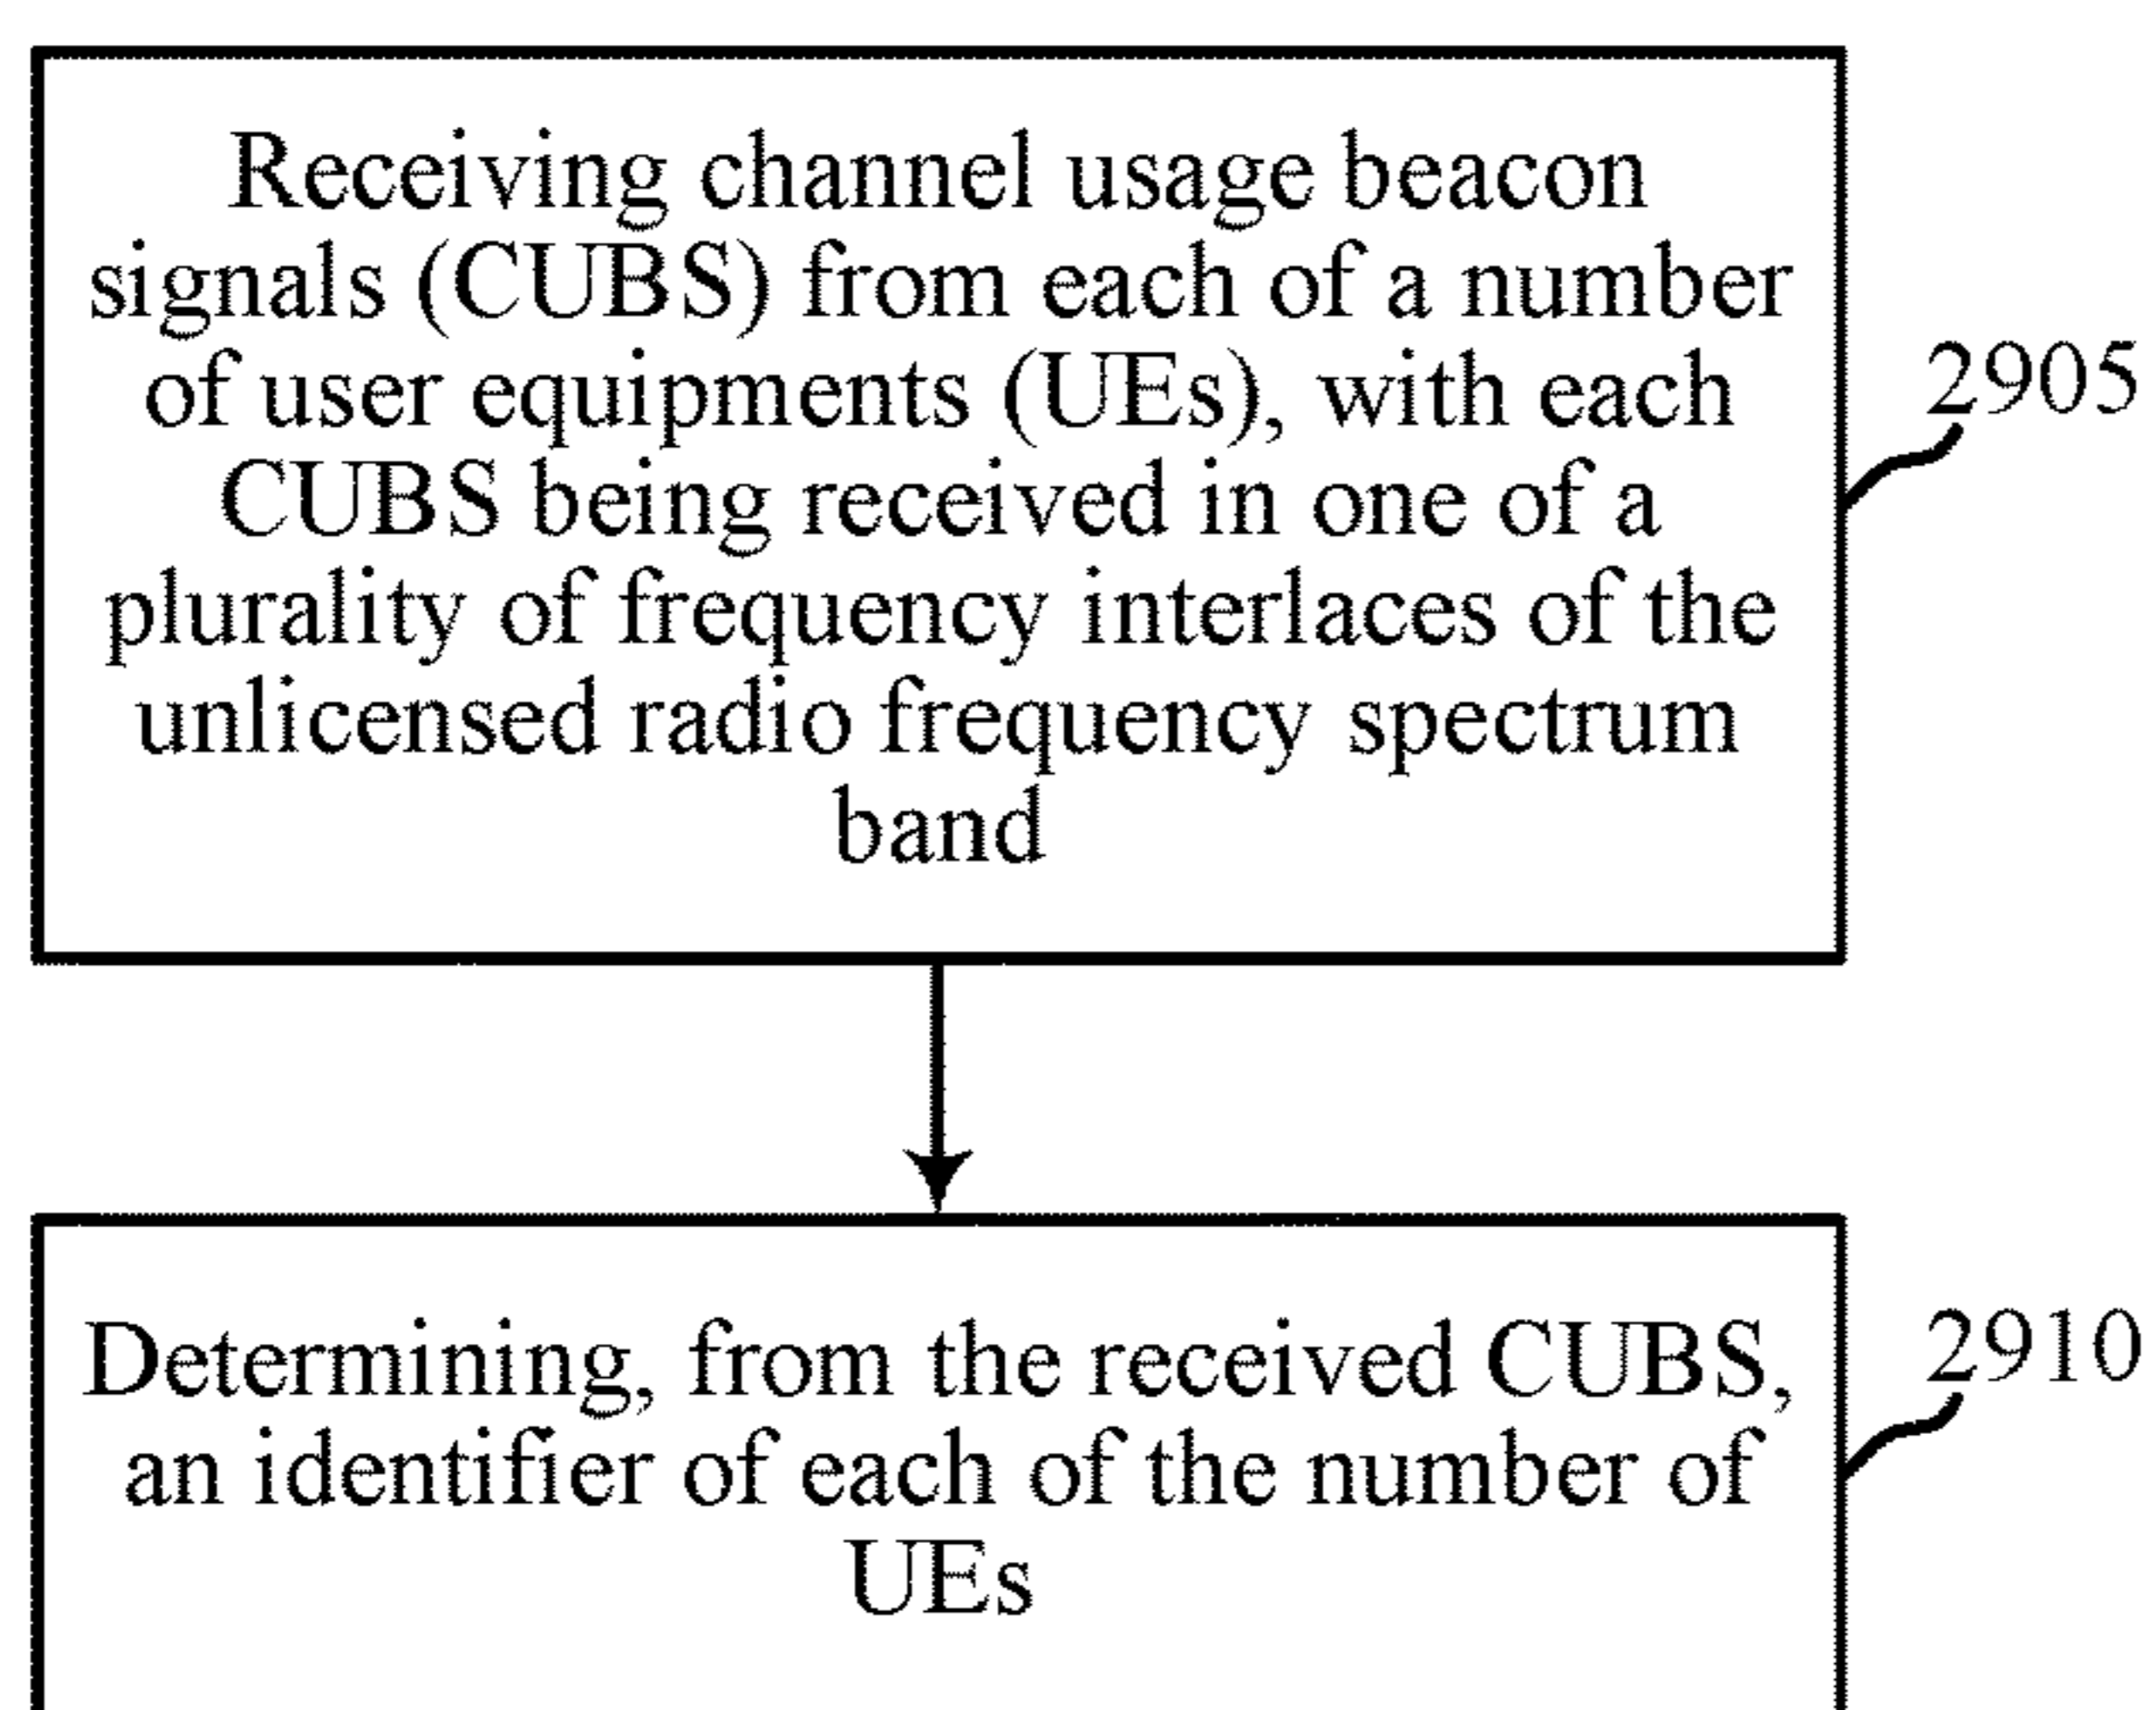 Receiving channel usage beacon
signals (CUBS) from each of a number
of user equipments (UEs), with each
CUBS being received in one of a
plurality of frequency interlaces of the
unlicensed radio frequency spectrum
band
2905
Determining, from the received CUBS,
an identifier of each of the number of
UEs
2910